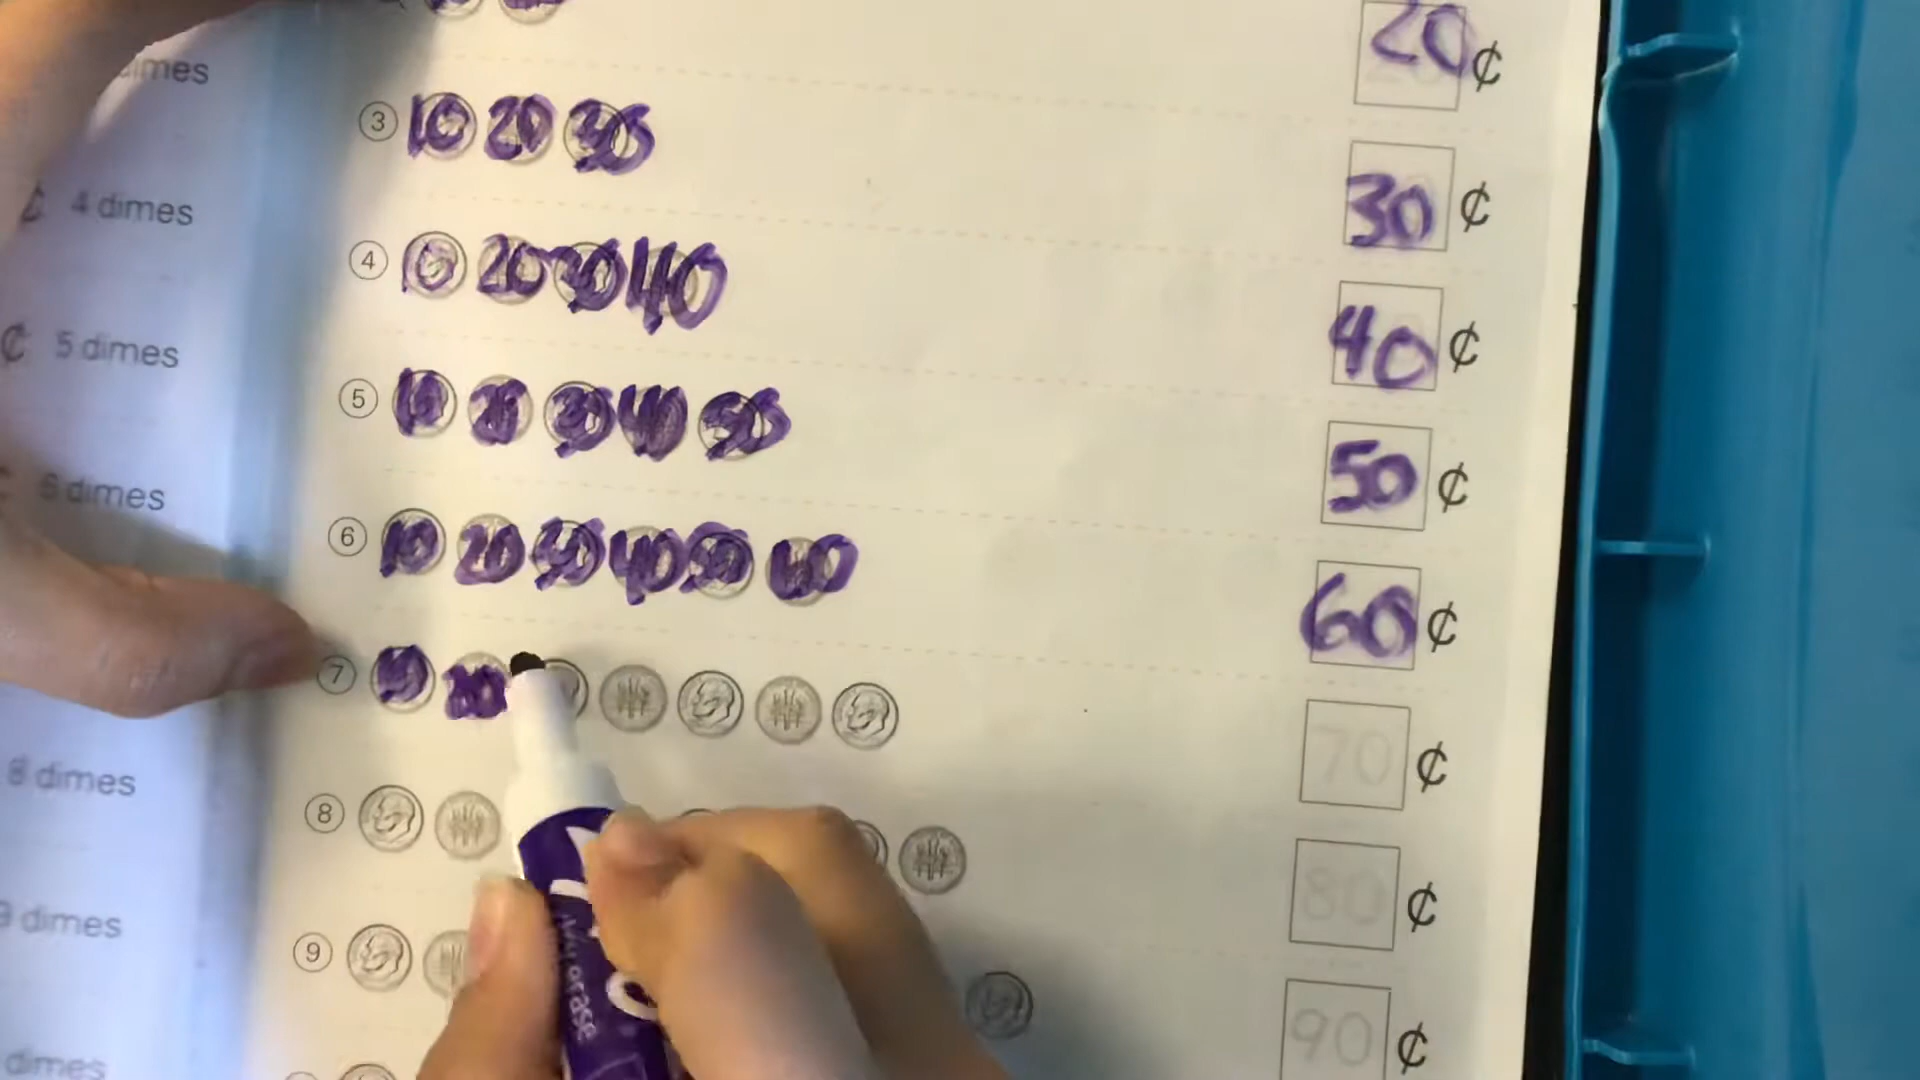 dimes
20 ¢
③ 10 20 30
30 ¢
4 dimes
④ 10 20 30 40
40 ¢
¢ 5 dimes
⑤ 10 20 30 40 50
50 ¢
6 dimes
⑥ 10 20 30 40 50 60
60 ¢
⑦ 10 20
70 ¢
8 dimes
⑧
80 ¢
9 dimes
⑨
90 ¢
dimes